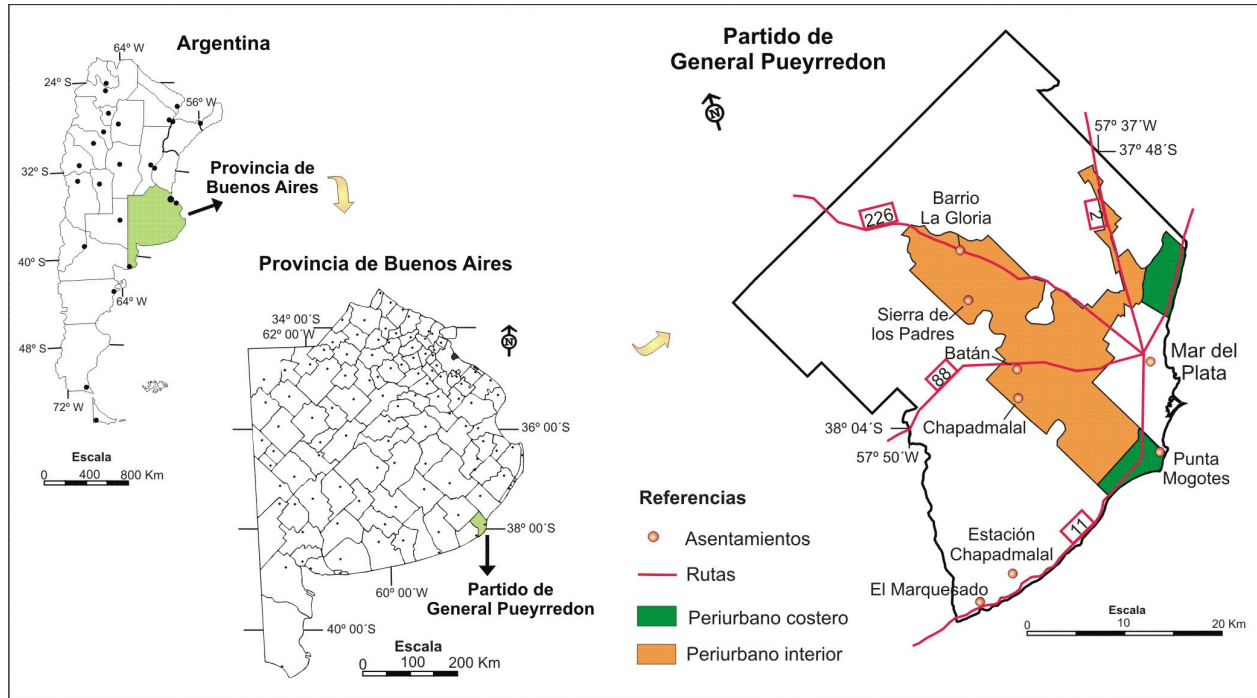 Argentina
64º W
24º S
56º W
32º S
Provincia de
Buenos Aires
40º S
64º W
48º S
72º W
Escala
0 400 800 Km
Provincia de Buenos Aires
34º 00´S
62º 00´W
N
36º 00´S
38º 00´S
60º 00´W
Partido de
General Pueyrredon
40º 00´S
Escala
0 100 200 Km
Partido de
General Pueyrredon
N
57º 37´W
37º 48´S
226
Barrio
La Gloria
2
Sierra de
los Padres
Batán
88
Mar del
Plata
Chapadmalal
38º 04´S
57º 50´W
Punta
Mogotes
11
Estación
Chapadmalal
El Marquesado
Referencias
Asentamientos
Rutas
Periurbano costero
Periurbano interior
Escala
0 10 20 Km